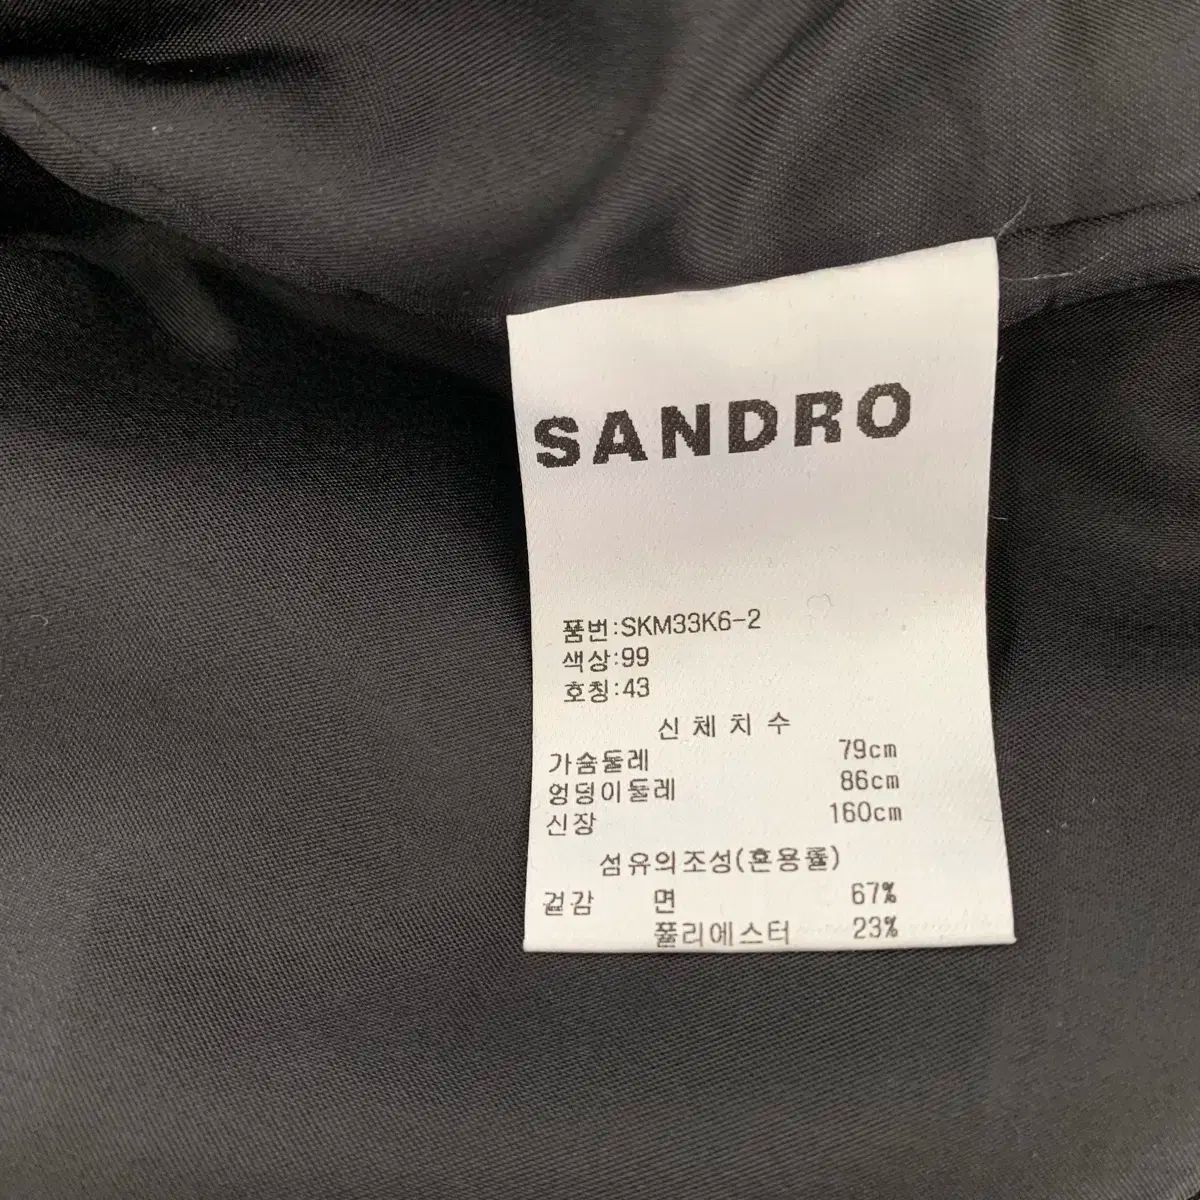 SANDRO
품번:SKM33K6-2
색상:99
호칭:43
신체치수
가슴둘레 79cm
엉덩이둘레 86cm
신장 160cm
섬유의조성(혼용률)
겉감 면 67%
폴리에스터 23%